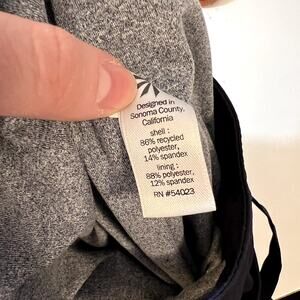 Designed in
Sonoma County,
California
shell :
86% recycled
polyester,
14% spandex
lining :
88% polyester,
12% spandex
RN #54023